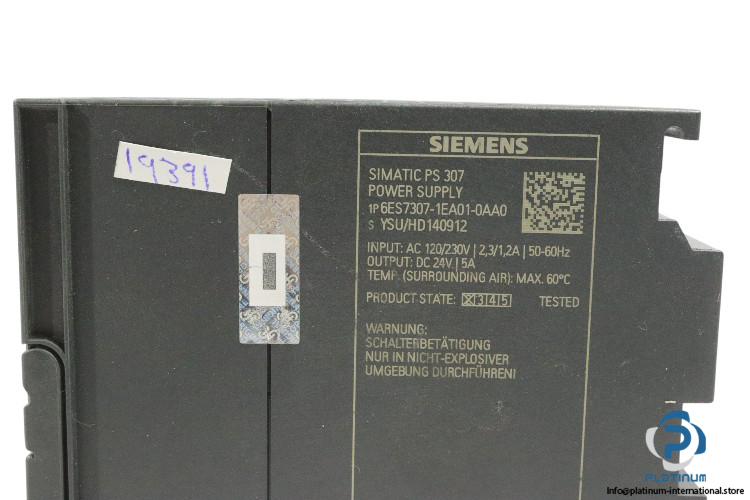 19391
SIEMENS
SIMATIC PS 307
POWER SUPPLY
1P 6ES7307-1EA01-0AA0
S YSU/HD140912
INPUT: AC 120/230V | 2,3/1,2A | 50-60Hz
OUTPUT: DC 24V | 5A
TEMP. (SURROUNDING AIR): MAX. 60°C
PRODUCT STATE: X 3 4 5 TESTED
WARNUNG:
SCHALTERBETÄTIGUNG
NUR IN NICHT-EXPLOSIVER
UMGEBUNG DURCHFÜHREN!
PLATINUM
Info@platinum-international.store